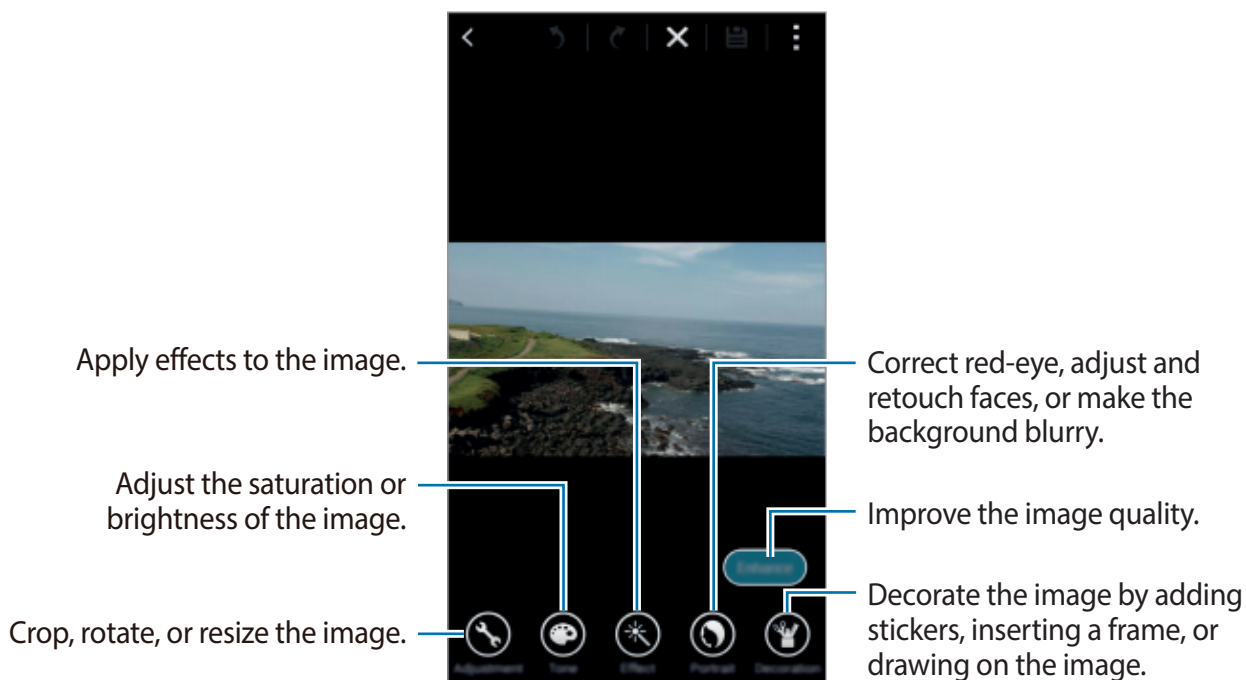 Apply effects to the image.
Adjust the saturation or
brightness of the image.
Crop, rotate, or resize the image.
Correct red-eye, adjust and
retouch faces, or make the
background blurry.
Improve the image quality.
Enhance
Decorate the image by adding
stickers, inserting a frame, or
drawing on the image.
Adjustment
Tone
Effect
Portrait
Decoration